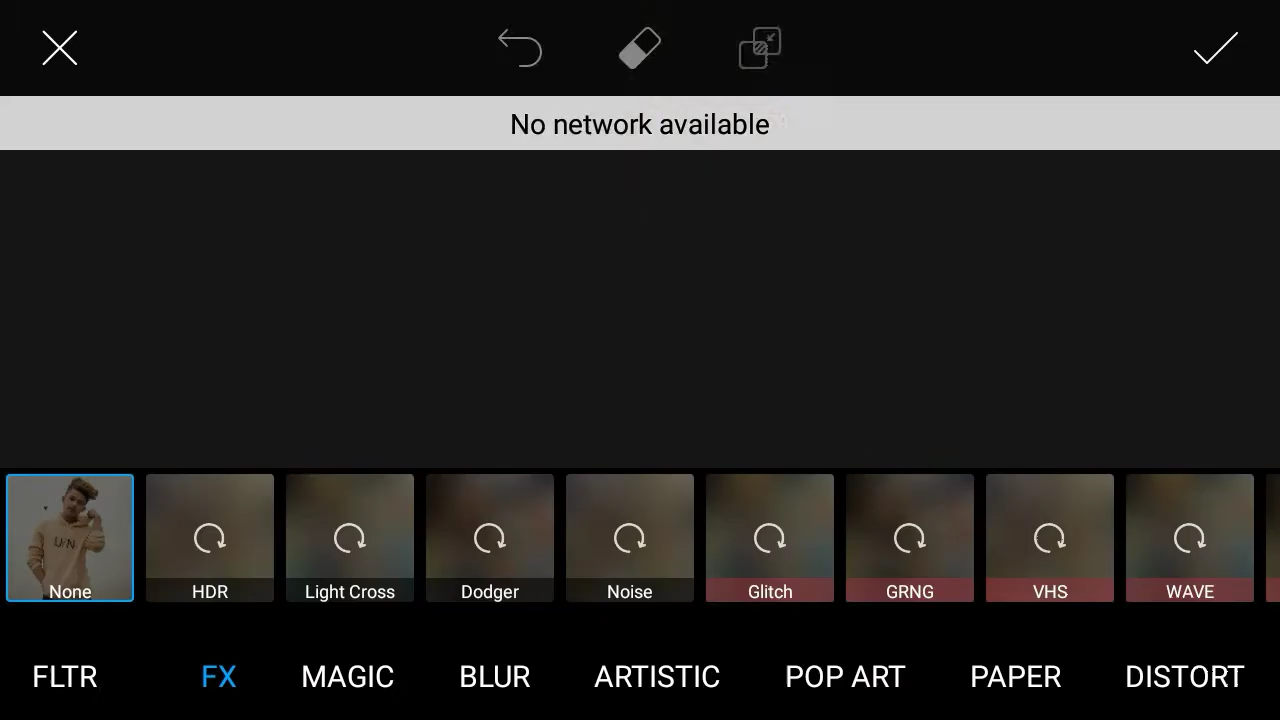 No network available
None
HDR
Light Cross
Dodger
Noise
Glitch
GRNG
VHS
WAVE
FLTR
FX
MAGIC
BLUR
ARTISTIC
POP ART
PAPER
DISTORT